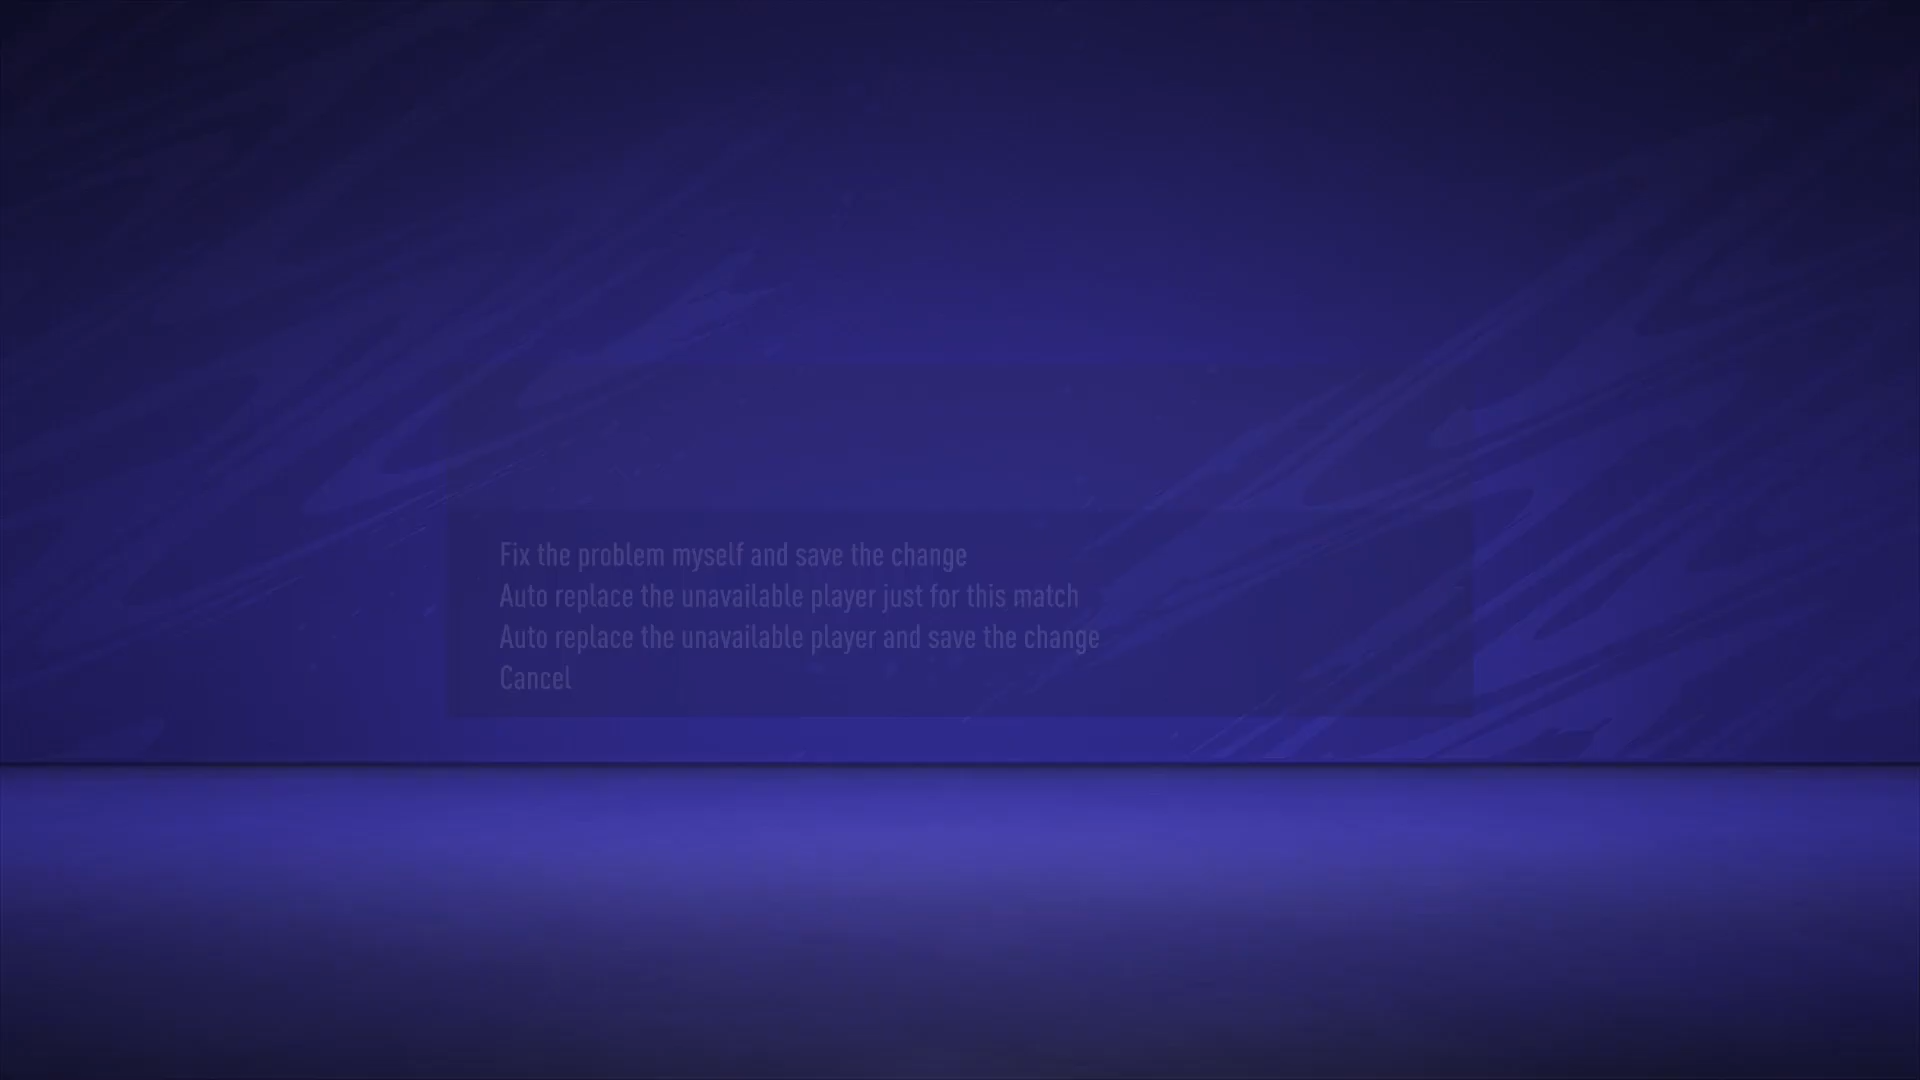 Fix the problem myself and save the change
Auto replace the unavailable player just for this match
Auto replace the unavailable player and save the change
Cancel